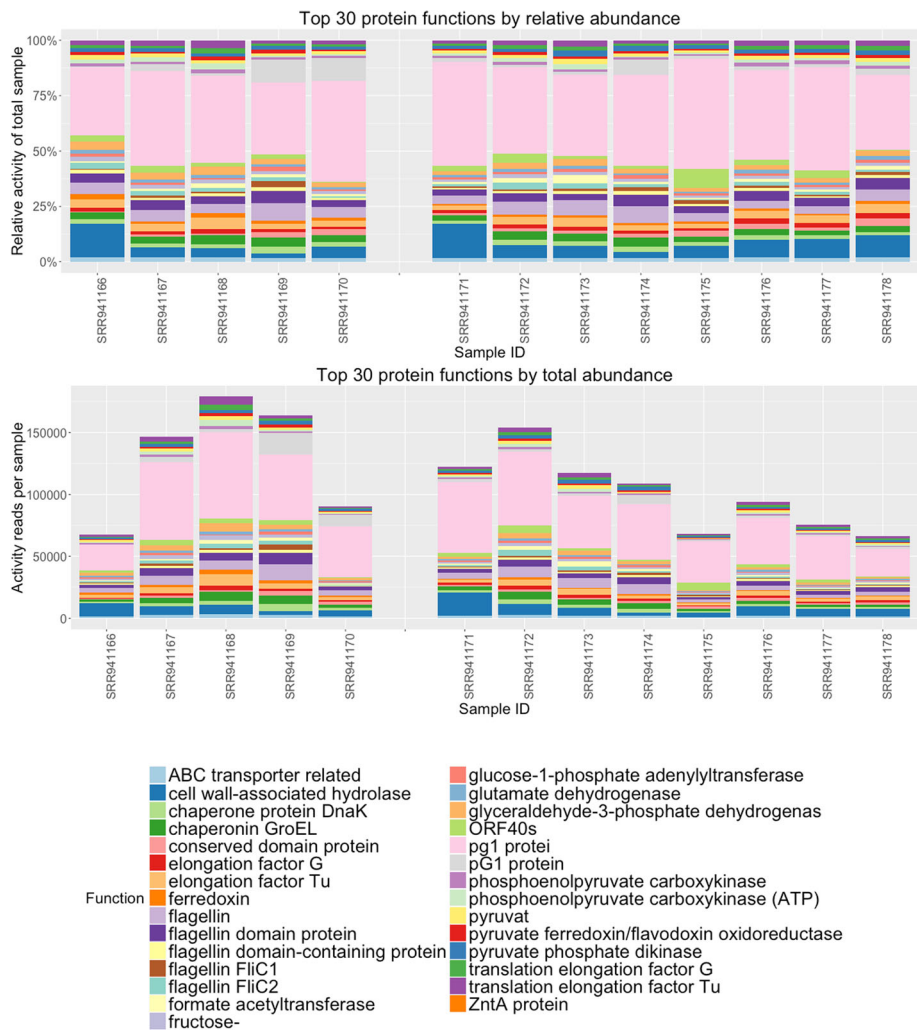 Top 30 protein functions by relative abundance
Relative activity of total sample
100%
75%
50%
25%
0%
SRR941166
SRR941167
SRR941168
SRR941169
SRR941170
SRR941171
SRR941172
SRR941173
SRR941174
SRR941175
SRR941176
SRR941177
SRR941178
Sample ID
Top 30 protein functions by total abundance
Activity reads per sample
150000
100000
50000
0
SRR941166
SRR941167
SRR941168
SRR941169
SRR941170
SRR941171
SRR941172
SRR941173
SRR941174
SRR941175
SRR941176
SRR941177
SRR941178
Sample ID
Function
ABC transporter related
cell wall-associated hydrolase
chaperone protein DnaK
chaperonin GroEL
conserved domain protein
elongation factor G
elongation factor Tu
ferredoxin
flagellin
flagellin domain protein
flagellin domain-containing protein
flagellin FliC1
flagellin FliC2
formate acetyltransferase
fructose-
glucose-1-phosphate adenylyltransferase
glutamate dehydrogenase
glyceraldehyde-3-phosphate dehydrogenas
ORF40s
pg1 protei
pG1 protein
phosphoenolpyruvate carboxykinase
phosphoenolpyruvate carboxykinase (ATP)
pyruvat
pyruvate ferredoxin/flavodoxin oxidoreductase
pyruvate phosphate dikinase
translation elongation factor G
translation elongation factor Tu
ZntA protein